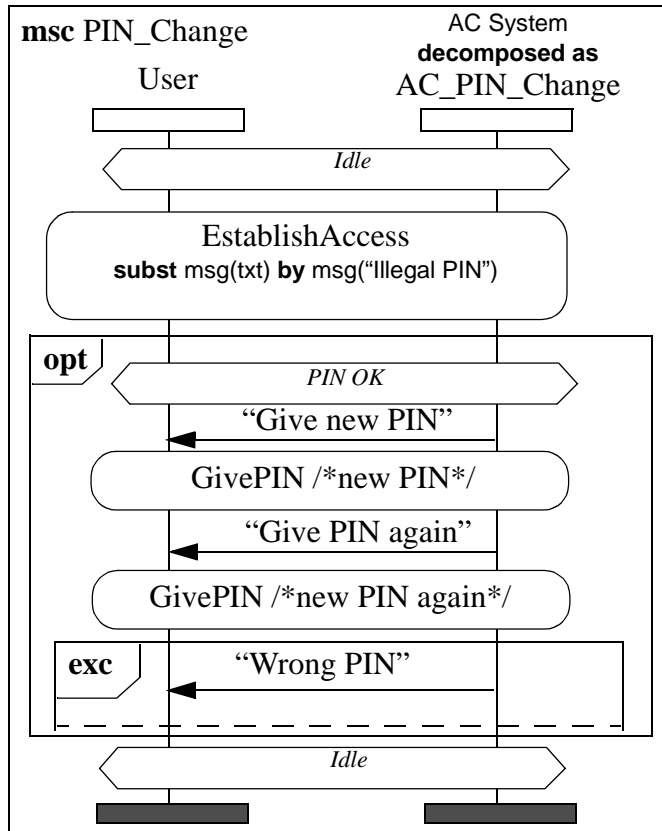 msc PIN_Change
AC System
decomposed as
AC_PIN_Change
User
Idle
EstablishAccess
subst msg(txt) by msg(“Illegal PIN”)
opt
PIN OK
“Give new PIN”
GivePIN /*new PIN*/
“Give PIN again”
GivePIN /*new PIN again*/
exc
“Wrong PIN”
Idle